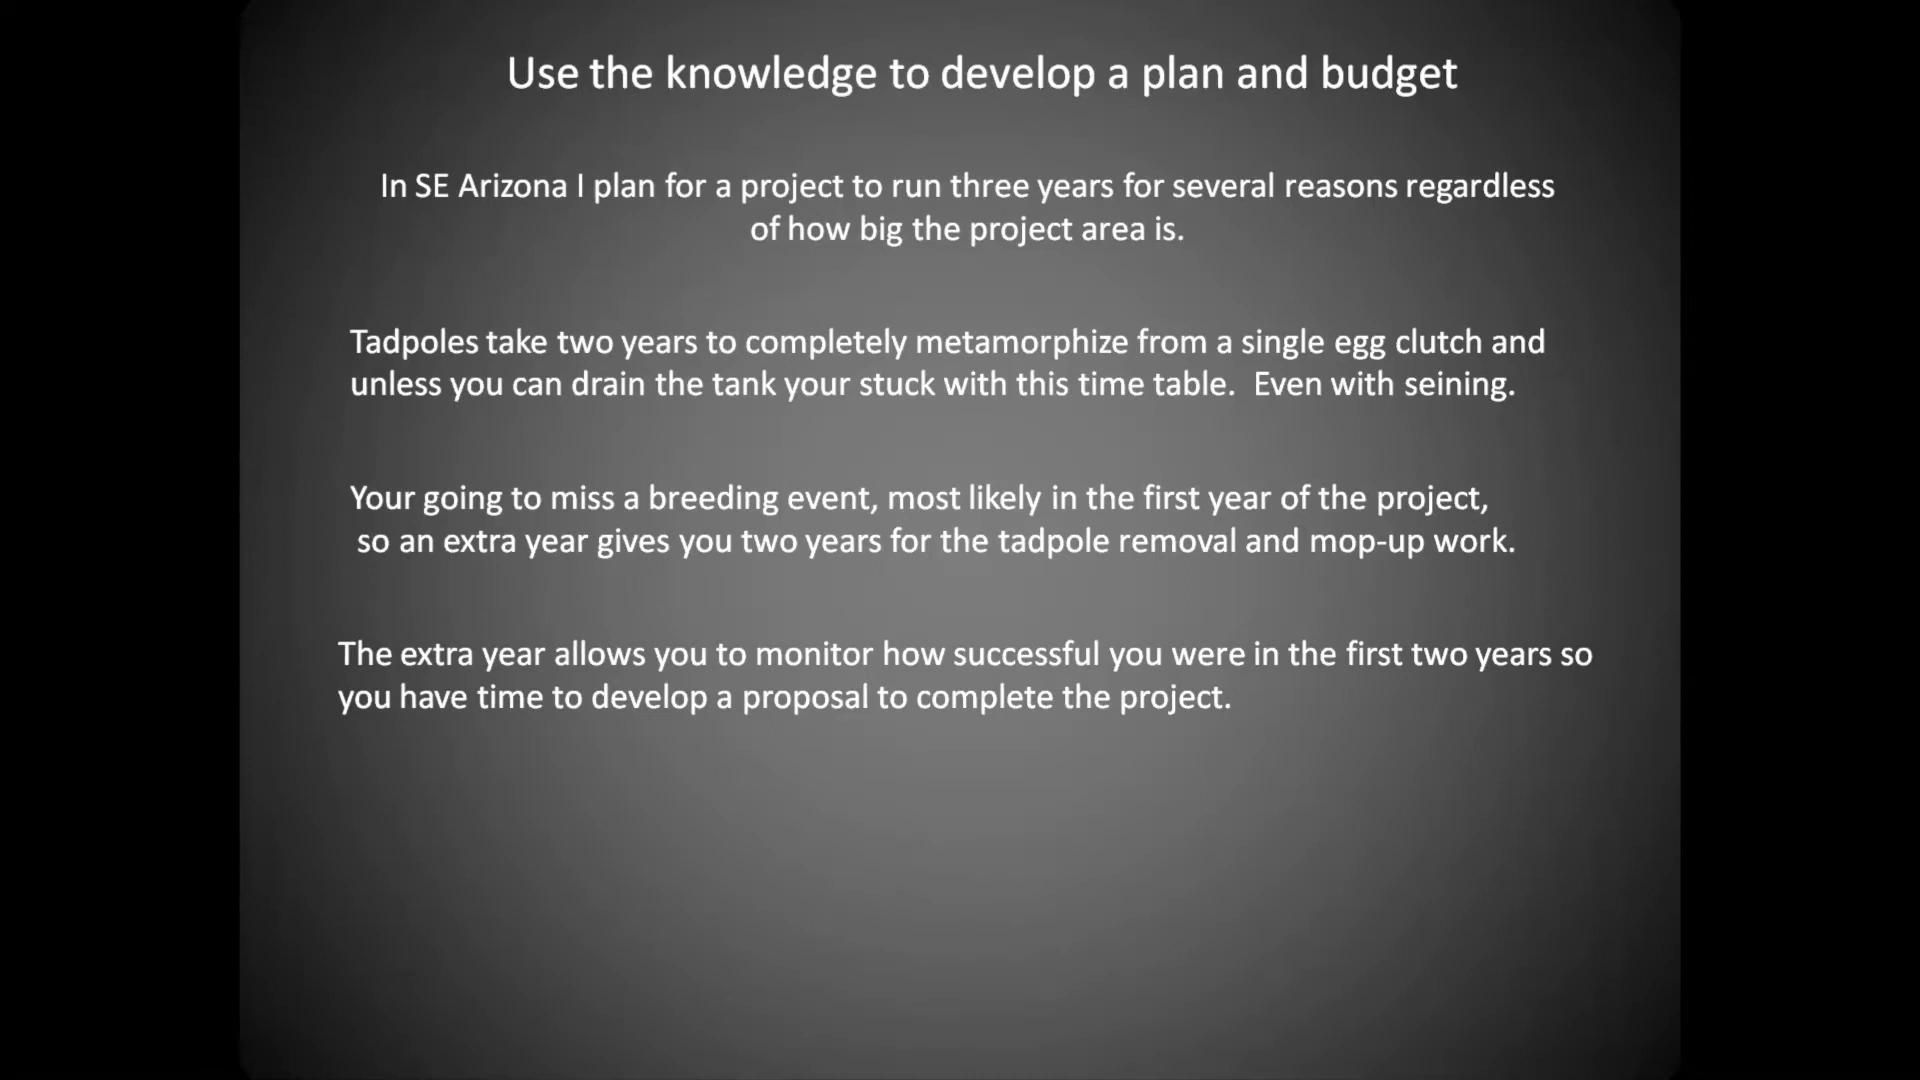 Use the knowledge to develop a plan and budget
In SE Arizona I plan for a project to run three years for several reasons regardless
of how big the project area is.
Tadpoles take two years to completely metamorphize from a single egg clutch and
unless you can drain the tank your stuck with this time table.  Even with seining.
Your going to miss a breeding event, most likely in the first year of the project,
so an extra year gives you two years for the tadpole removal and mop-up work.
The extra year allows you to monitor how successful you were in the first two years so
you have time to develop a proposal to complete the project.